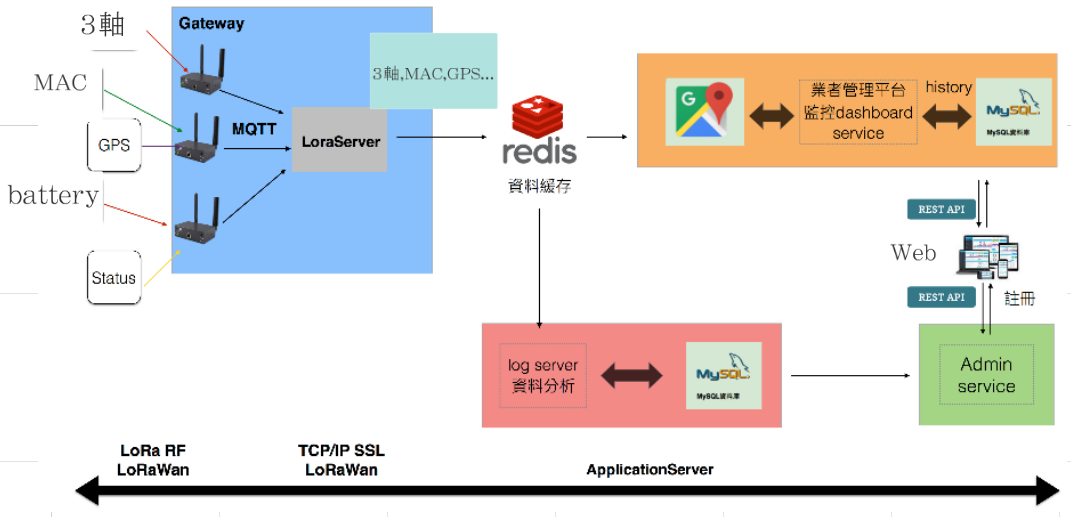 3軸
MAC
GPS
battery
Status
Gateway
MQTT
LoraServer
3軸,MAC,GPS...
redis
資料緩存
G
業者管理平台
監控dashboard
service
history
MySQL
MySQL資料庫
REST API
Web
REST API
註冊
log server
資料分析
MySQL
MySQL資料庫
Admin
service
LoRa RF
LoRaWan
TCP/IP SSL
LoRaWan
ApplicationServer